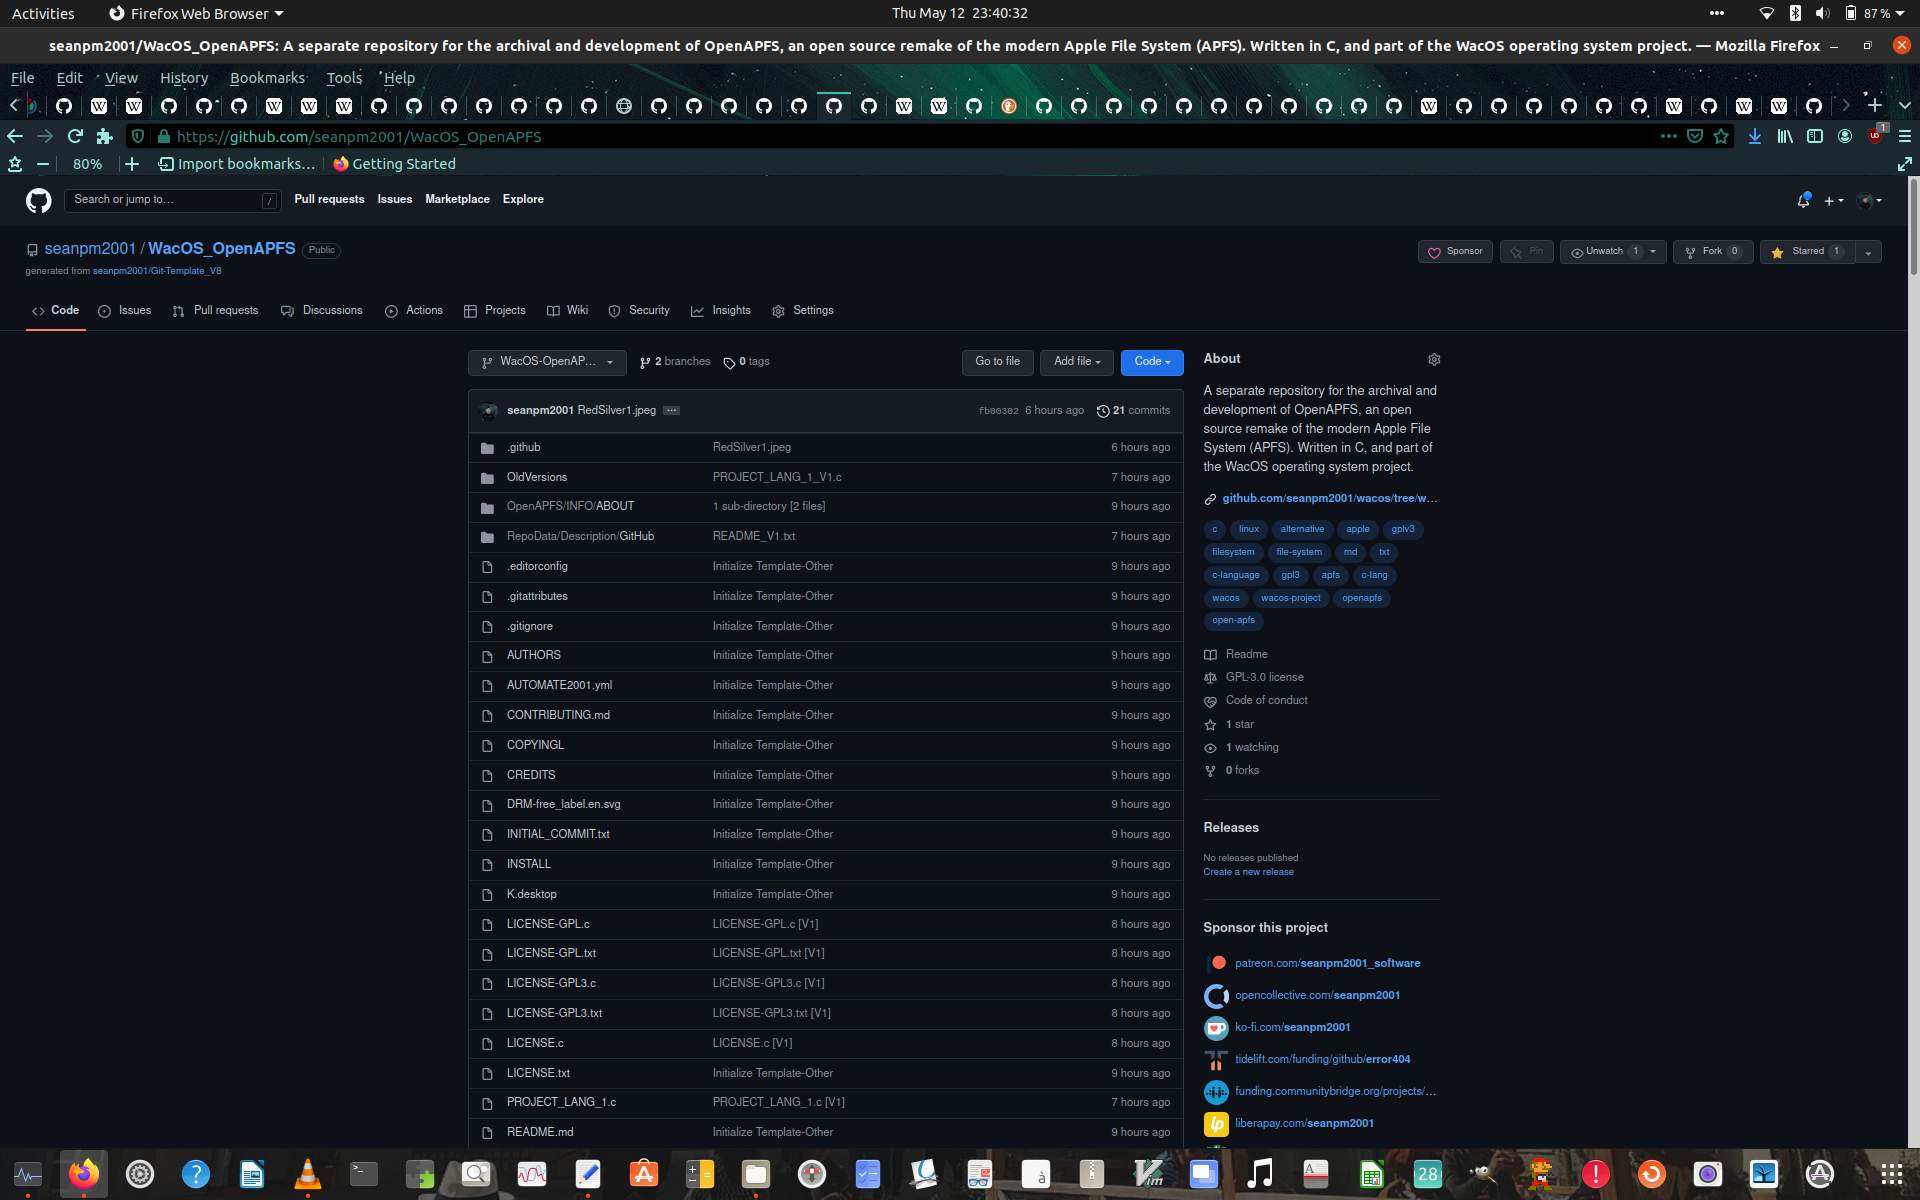 Activities Firefox Web Browser Thu May 12 23:40:32 87 %
seanpm2001/WacOS_OpenAPFS: A separate repository for the archival and development of OpenAPFS, an open source remake of the modern Apple File System (APFS). Written in C, and part of the WacOS operating system project. — Mozilla Firefox
File Edit View History Bookmarks Tools Help
https://github.com/seanpm2001/WacOS_OpenAPFS 1
80% Import bookmarks… Getting Started
Search or jump to… / Pull requests Issues Marketplace Explore
seanpm2001 / WacOS_OpenAPFS Public Sponsor Pin Unwatch 1 Fork 0 Starred 1
generated from seanpm2001/Git-Template_V8
Code Issues Pull requests Discussions Actions Projects Wiki Security Insights Settings
WacOS-OpenAP… 2 branches 0 tags Go to file Add file Code
seanpm2001 RedSilver1.jpeg … fb00302 6 hours ago 21 commits
.github RedSilver1.jpeg 6 hours ago
OldVersions PROJECT_LANG_1_V1.c 7 hours ago
OpenAPFS/INFO/ABOUT 1 sub-directory [2 files] 9 hours ago
RepoData/Description/GitHub README_V1.txt 7 hours ago
.editorconfig Initialize Template-Other 9 hours ago
.gitattributes Initialize Template-Other 9 hours ago
.gitignore Initialize Template-Other 9 hours ago
AUTHORS Initialize Template-Other 9 hours ago
AUTOMATE2001.yml Initialize Template-Other 9 hours ago
CONTRIBUTING.md Initialize Template-Other 9 hours ago
COPYINGL Initialize Template-Other 9 hours ago
CREDITS Initialize Template-Other 9 hours ago
DRM-free_label.en.svg Initialize Template-Other 9 hours ago
INITIAL_COMMIT.txt Initialize Template-Other 9 hours ago
INSTALL Initialize Template-Other 9 hours ago
K.desktop Initialize Template-Other 9 hours ago
LICENSE-GPL.c LICENSE-GPL.c [V1] 8 hours ago
LICENSE-GPL.txt LICENSE-GPL.txt [V1] 8 hours ago
LICENSE-GPL3.c LICENSE-GPL3.c [V1] 8 hours ago
LICENSE-GPL3.txt LICENSE-GPL3.txt [V1] 8 hours ago
LICENSE.c LICENSE.c [V1] 8 hours ago
LICENSE.txt Initialize Template-Other 9 hours ago
PROJECT_LANG_1.c PROJECT_LANG_1.c [V1] 7 hours ago
README.md Initialize Template-Other 9 hours ago
About
A separate repository for the archival and
development of OpenAPFS, an open
source remake of the modern Apple File
System (APFS). Written in C, and part of
the WacOS operating system project.
github.com/seanpm2001/wacos/tree/w…
c linux alternative apple gplv3
filesystem file-system md txt
c-language gpl3 apfs c-lang
wacos wacos-project openapfs
open-apfs
Readme
GPL-3.0 license
Code of conduct
1 star
1 watching
0 forks
Releases
No releases published
Create a new release
Sponsor this project
patreon.com/seanpm2001_software
opencollective.com/seanpm2001
ko-fi.com/seanpm2001
tidelift.com/funding/github/error404
funding.communitybridge.org/projects/…
liberapay.com/seanpm2001
28